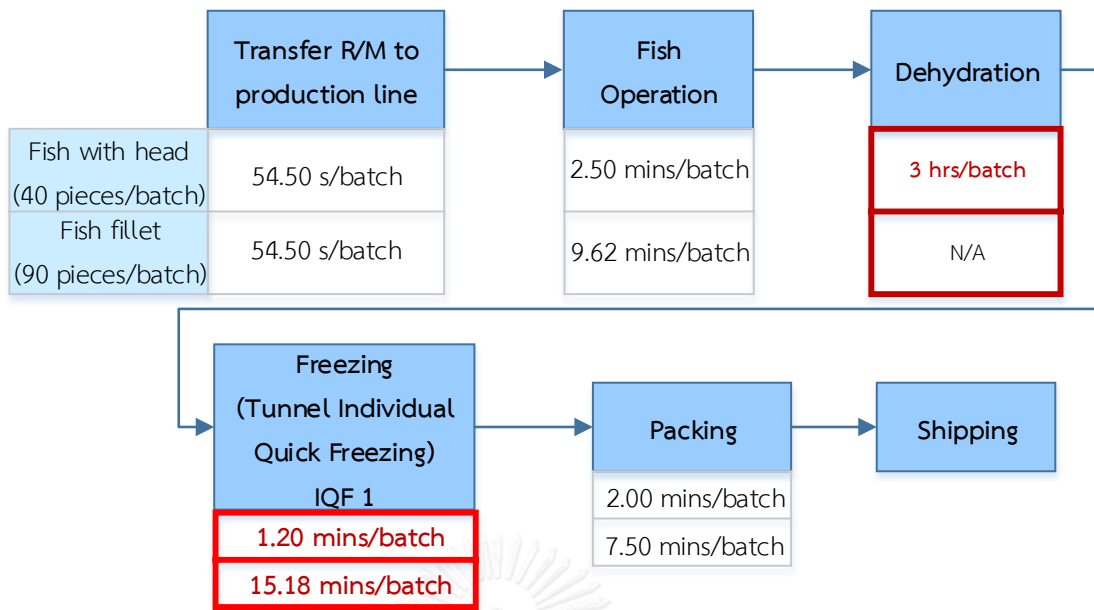 Transfer R/M to
production line
Fish
Operation
Dehydration
Fish with head
(40 pieces/batch)
54.50 s/batch
2.50 mins/batch
3 hrs/batch
Fish fillet
(90 pieces/batch)
54.50 s/batch
9.62 mins/batch
N/A
Freezing
(Tunnel Individual
Quick Freezing)
IQF 1
Packing
Shipping
1.20 mins/batch
2.00 mins/batch
15.18 mins/batch
7.50 mins/batch